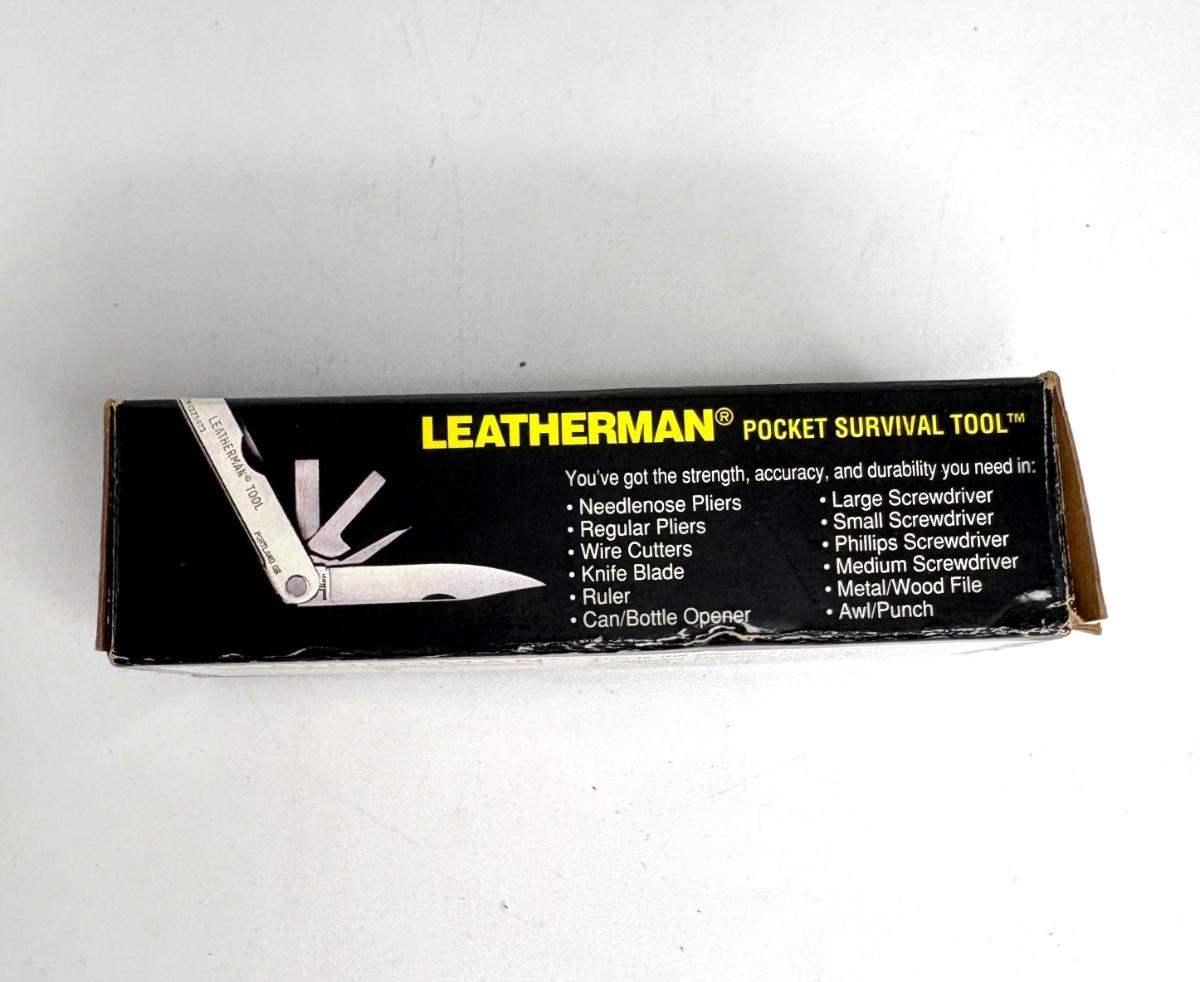 LEATHERMAN® POCKET SURVIVAL TOOL™
You've got the strength, accuracy, and durability you need in:
• Needlenose Pliers
• Regular Pliers
• Wire Cutters
• Knife Blade
• Ruler
• Can/Bottle Opener
• Large Screwdriver
• Small Screwdriver
• Phillips Screwdriver
• Medium Screwdriver
• Metal/Wood File
• Awl/Punch
LEATHERMAN® TOOL
PORTLAND OR